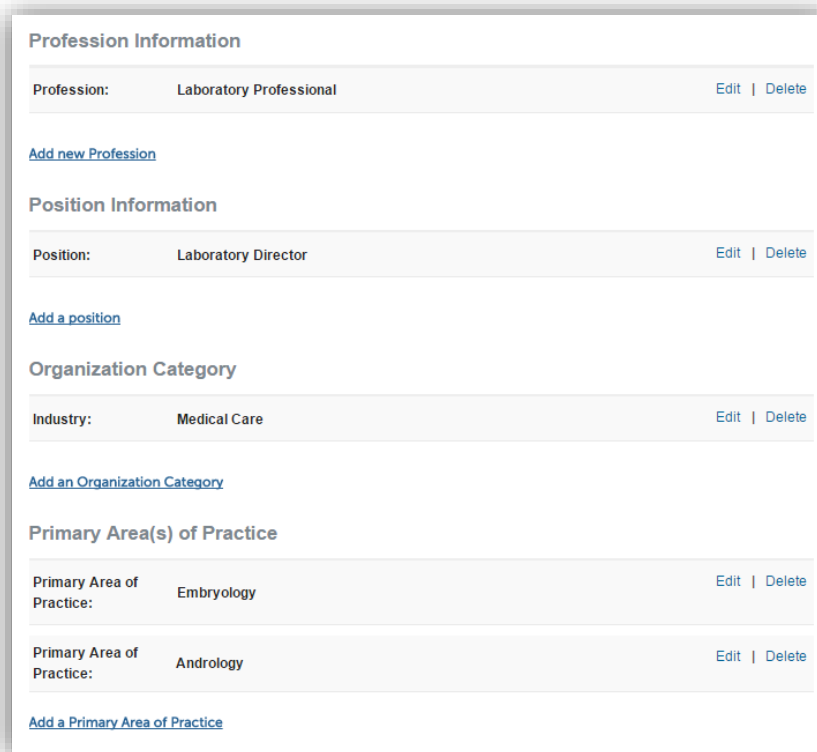 Profession Information
Profession: Laboratory Professional Edit | Delete
Add new Profession
Position Information
Position: Laboratory Director Edit | Delete
Add a position
Organization Category
Industry: Medical Care Edit | Delete
Add an Organization Category
Primary Area(s) of Practice
Primary Area of Practice: Embryology Edit | Delete
Primary Area of Practice: Andrology Edit | Delete
Add a Primary Area of Practice